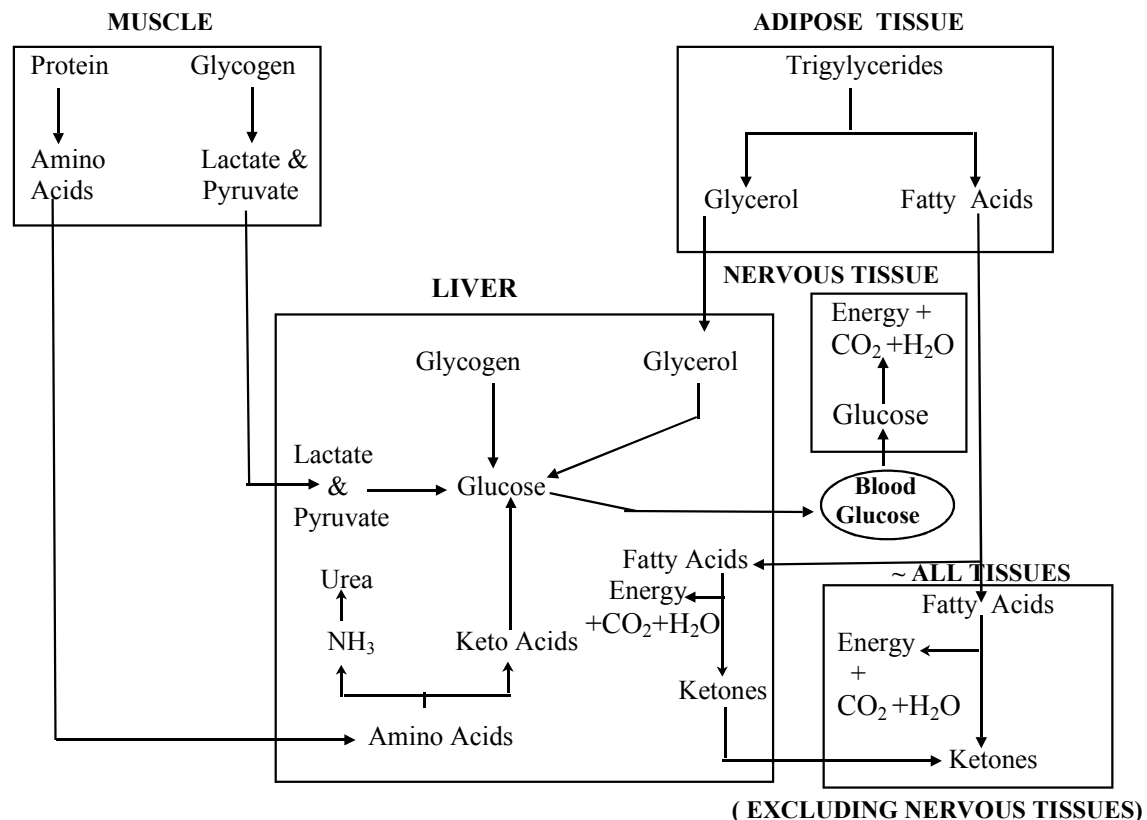 MUSCLE
Protein
Glycogen
Amino
Acids
Lactate &
Pyruvate
ADIPOSE TISSUE
Trigylycerides
Glycerol
Fatty Acids
NERVOUS TISSUE
Energy +
CO₂ +H₂O
Glucose
Blood
Glucose
LIVER
Glycogen
Glycerol
Lactate
&
Pyruvate
Glucose
Urea
NH₃
Keto Acids
Amino Acids
Fatty Acids
Energy
+CO₂+H₂O
Ketones
~ ALL TISSUES
Fatty Acids
Energy
+
CO₂ +H₂O
Ketones
( EXCLUDING NERVOUS TISSUES)